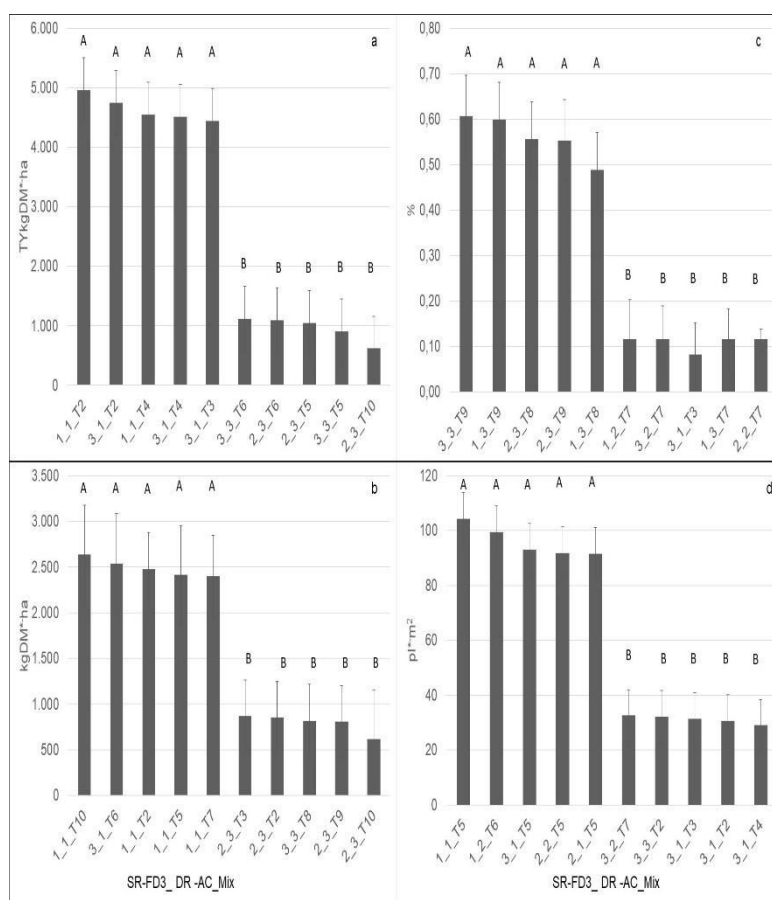 a
TYkgDM*-ha
6.000
5.000
4.000
3.000
2.000
1.000
0
A A A A A B B B B B
1_1_T2 3_1_T2 1_1_T4 3_1_T4 3_1_T3 3_3_T6 2_3_T6 2_3_T5 3_3_T5 2_3_T10
c
%
0,80
0,70
0,60
0,50
0,40
0,30
0,20
0,10
0,00
A A A A A B B B B B
3_3_T9 1_3_T9 2_3_T8 2_3_T9 1_3_T8 1_2_T7 3_2_T7 3_1_T3 1_3_T7 2_2_T7
b
kgDM*-ha
3.500
3.000
2.500
2.000
1.500
1.000
500
0
A A A A A B B B B B
1_1_T10 3_1_T6 1_1_T2 1_1_T5 1_1_T7 2_3_T3 2_3_T2 3_3_T8 2_3_T9 2_3_T10
SR-FD3_ DR -AC_Mix
d
pl*-m²
120
100
80
60
40
20
0
A A A A A B B B B B
1_1_T5 1_2_T6 3_1_T5 2_2_T5 2_1_T5 3_2_T7 3_3_T2 3_1_T3 3_1_T2 3_1_T4
SR-FD3_ DR -AC_Mix